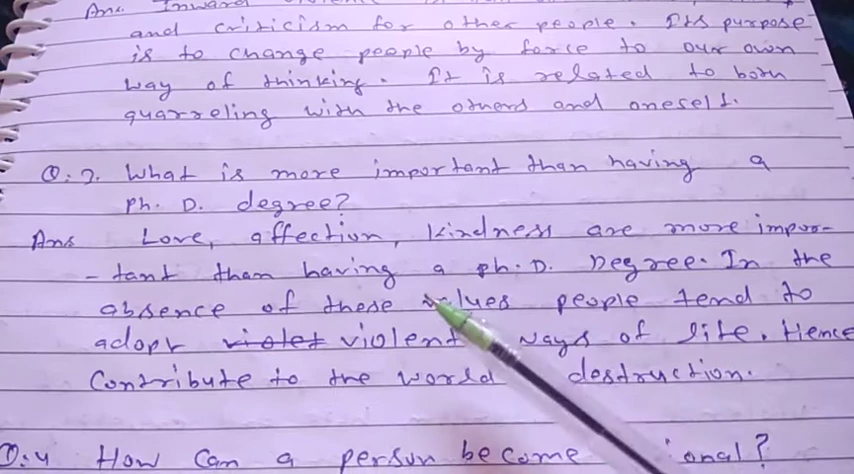 Ans. Inward
and criticism for other people. Its purpose
is to change people by force to our own
way of thinking. It is related to both
quarreling with the others and oneself.
Q: 3. What is more important than having a
Ph. D. degree?
Ans Love, affection, kindness are more impor-
- tant than having a ph. D. Degree. In the
absence of these values people tend to
adopt violet violent ways of life. Hence
Contribute to the world destruction.
Q: 4 How can a person become ional?